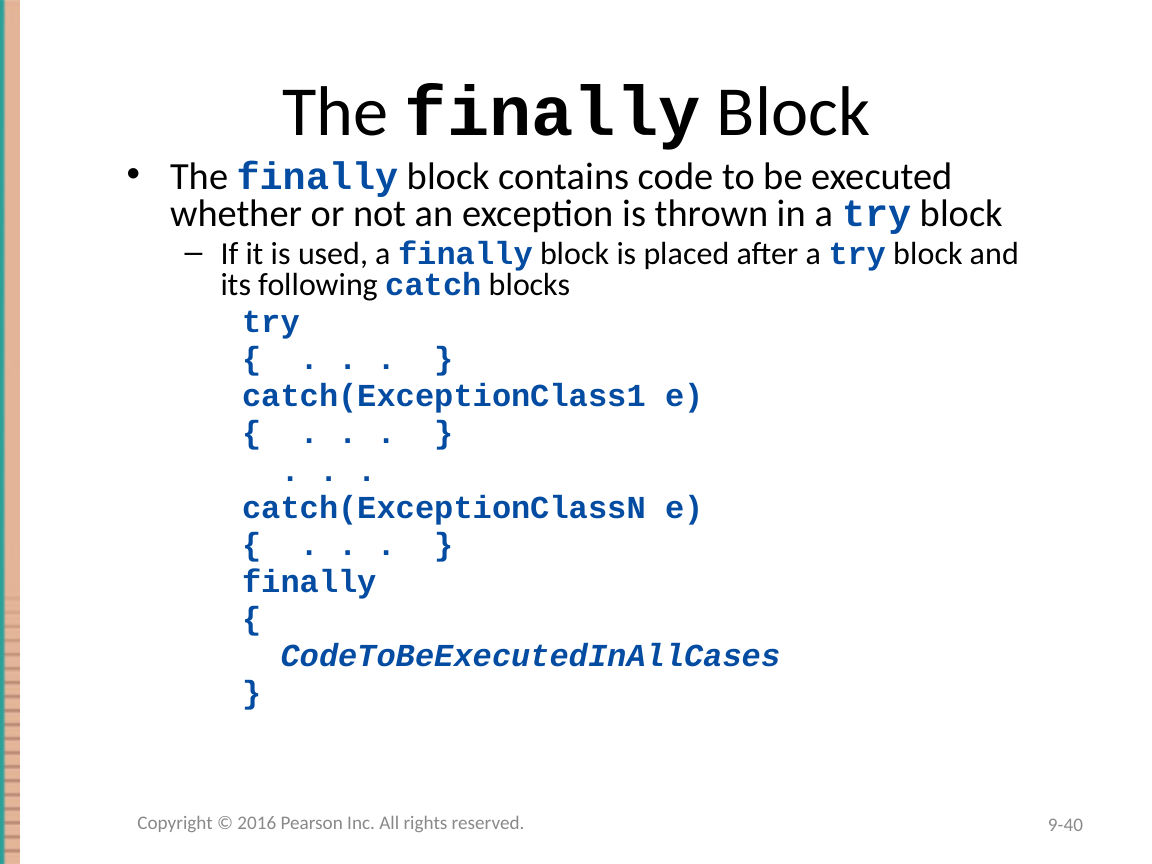 The finally Block
• The finally block contains code to be executed
whether or not an exception is thrown in a try block
– If it is used, a finally block is placed after a try block and
its following catch blocks
try
{  . . .  }
catch(ExceptionClass1 e)
{  . . .  }
  . . .
catch(ExceptionClassN e)
{  . . .  }
finally
{
  CodeToBeExecutedInAllCases
}
Copyright © 2016 Pearson Inc. All rights reserved.
9-40